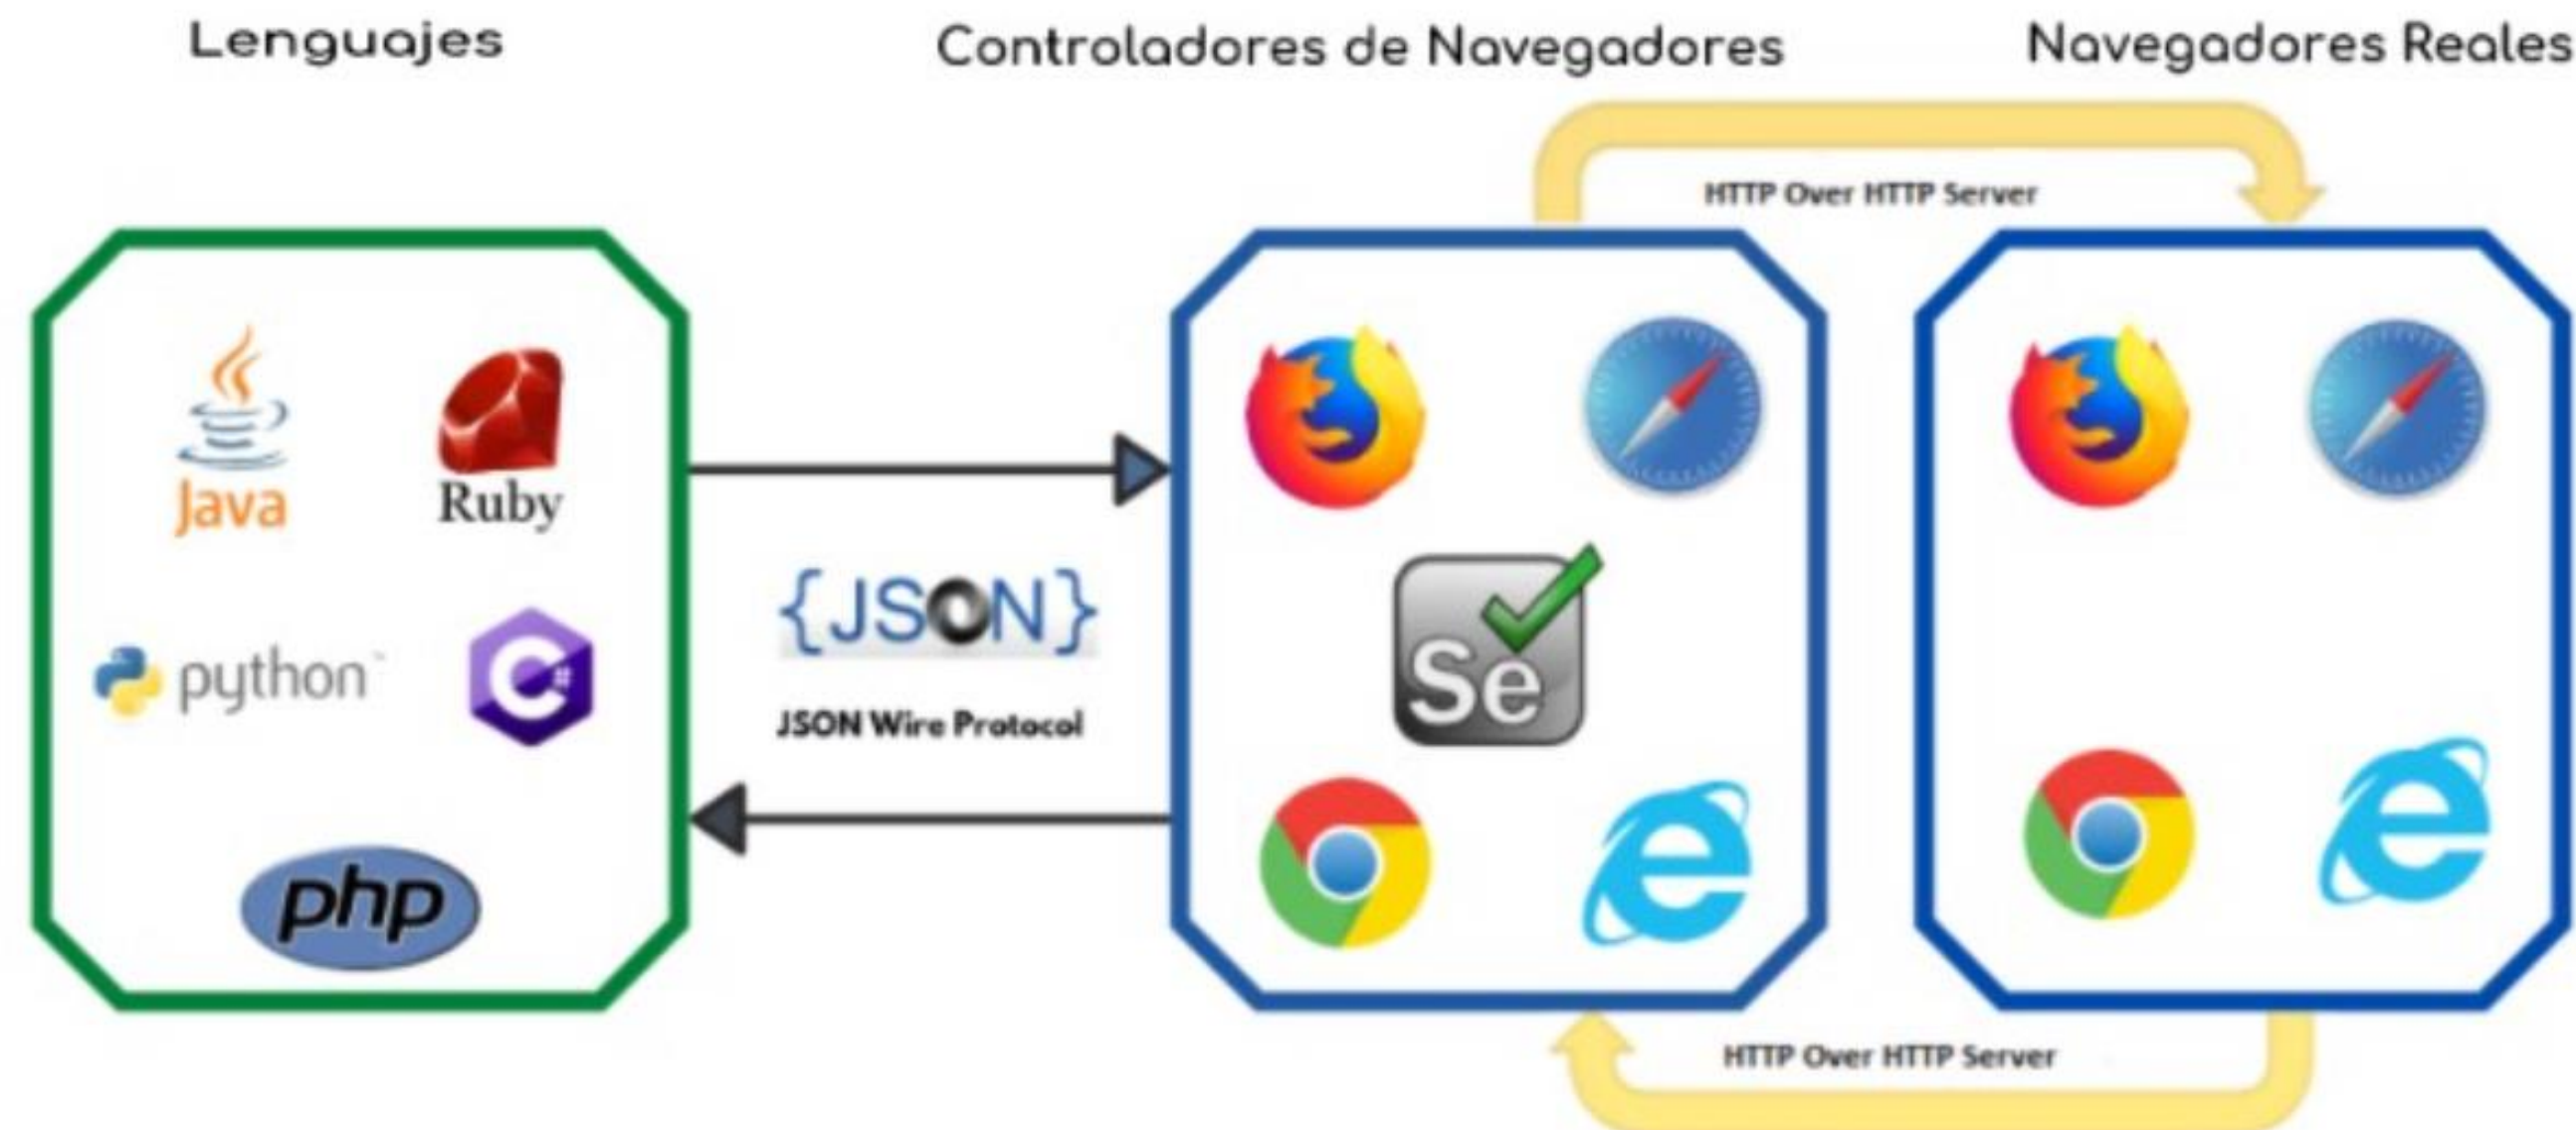 Lenguajes
Controladores de Navegadores
Navegadores Reales
HTTP Over HTTP Server
Java
Ruby
{JSON}
JSON Wire Protocol
python™
C#
php
Se
HTTP Over HTTP Server